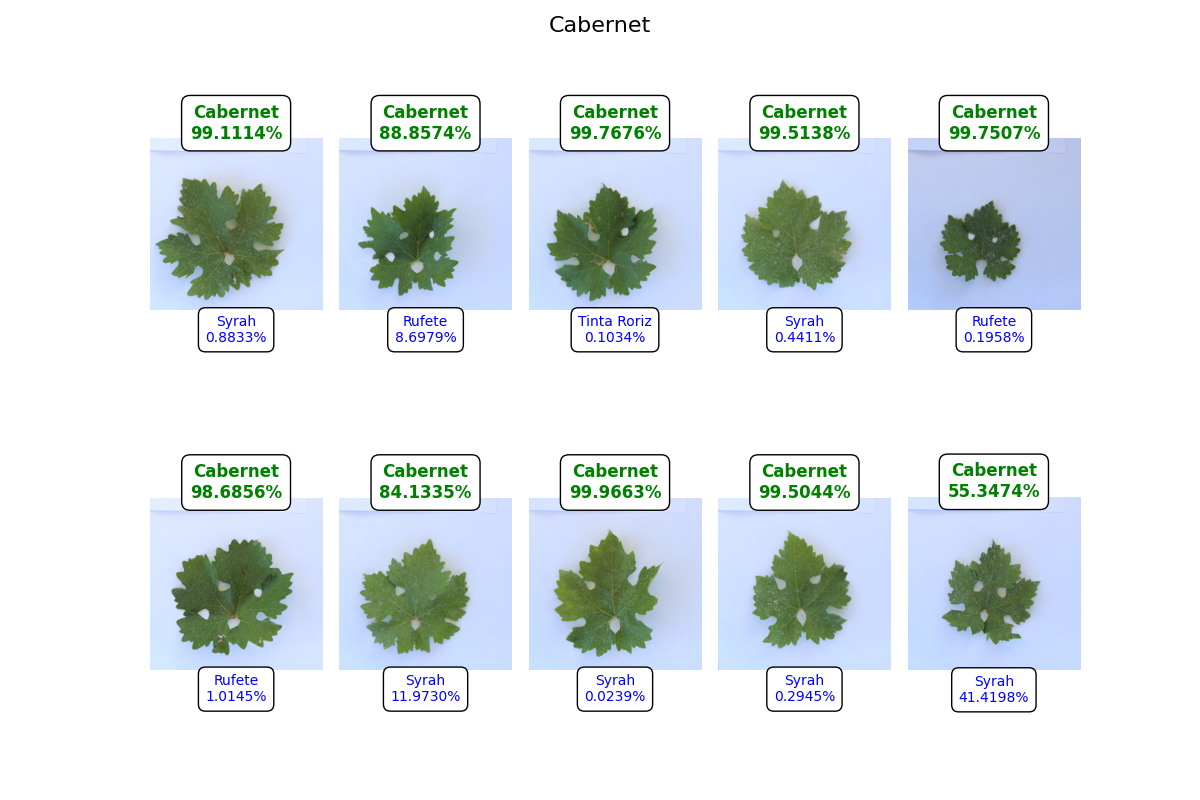 Cabernet
Cabernet
99.1114%
Cabernet
88.8574%
Cabernet
99.7676%
Cabernet
99.5138%
Cabernet
99.7507%
Syrah
0.8833%
Rufete
8.6979%
Tinta Roriz
0.1034%
Syrah
0.4411%
Rufete
0.1958%
Cabernet
98.6856%
Cabernet
84.1335%
Cabernet
99.9663%
Cabernet
99.5044%
Cabernet
55.3474%
Rufete
1.0145%
Syrah
11.9730%
Syrah
0.0239%
Syrah
0.2945%
Syrah
41.4198%